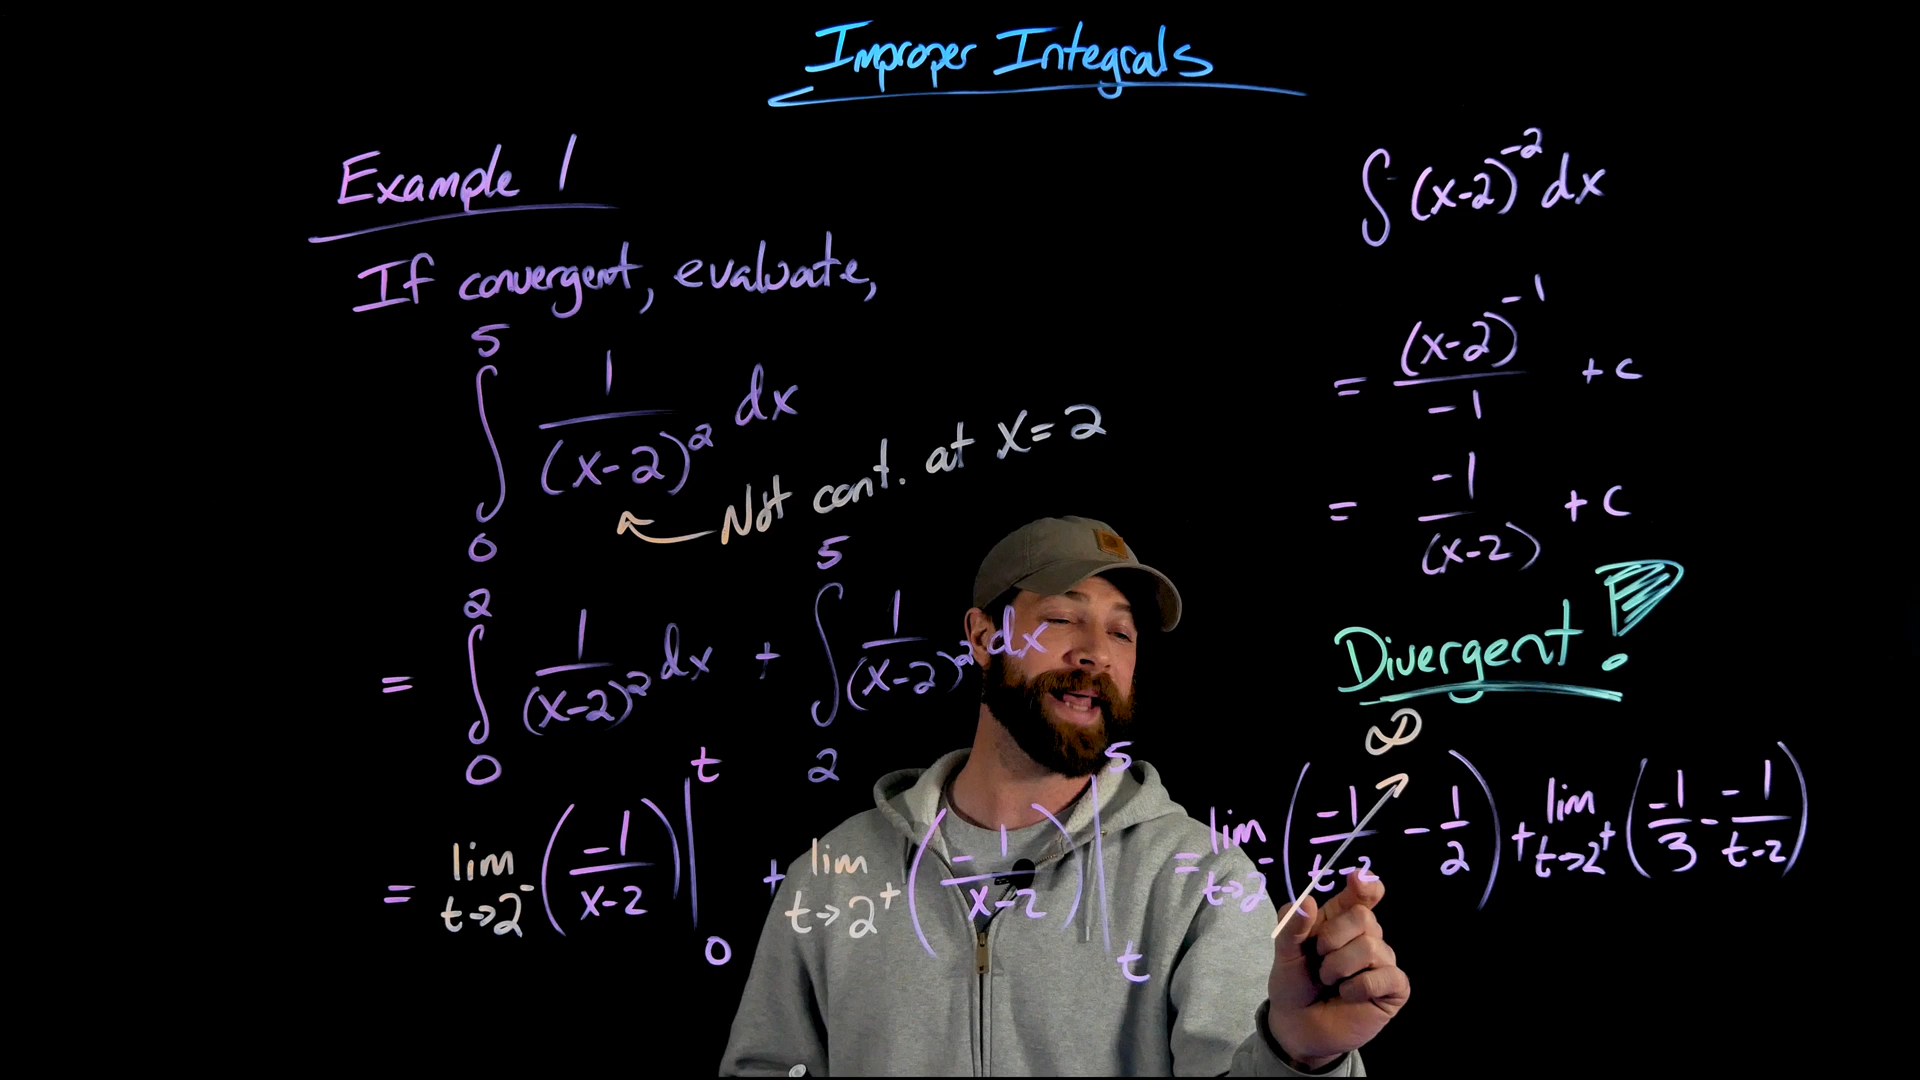 Improper Integrals
Example 1
If convergent, evaluate,
∫₀⁵ 1/(x-2)² dx
Not cont. at x=2
= ∫₀² 1/(x-2)² dx + ∫₂⁵ 1/(x-2)² dx
= lim t→2⁻ (-1/x-2)|₀ᵗ + lim t→2⁺ (-1/x-2)|ₜ⁵
∫(x-2)⁻² dx
= (x-2)⁻¹/-1 + c
= -1/(x-2) + c
Divergent!
∞
= lim t→2⁻ (-1/t-2 - 1/2) + lim t→2⁺ (-1/3 - -1/t-2)